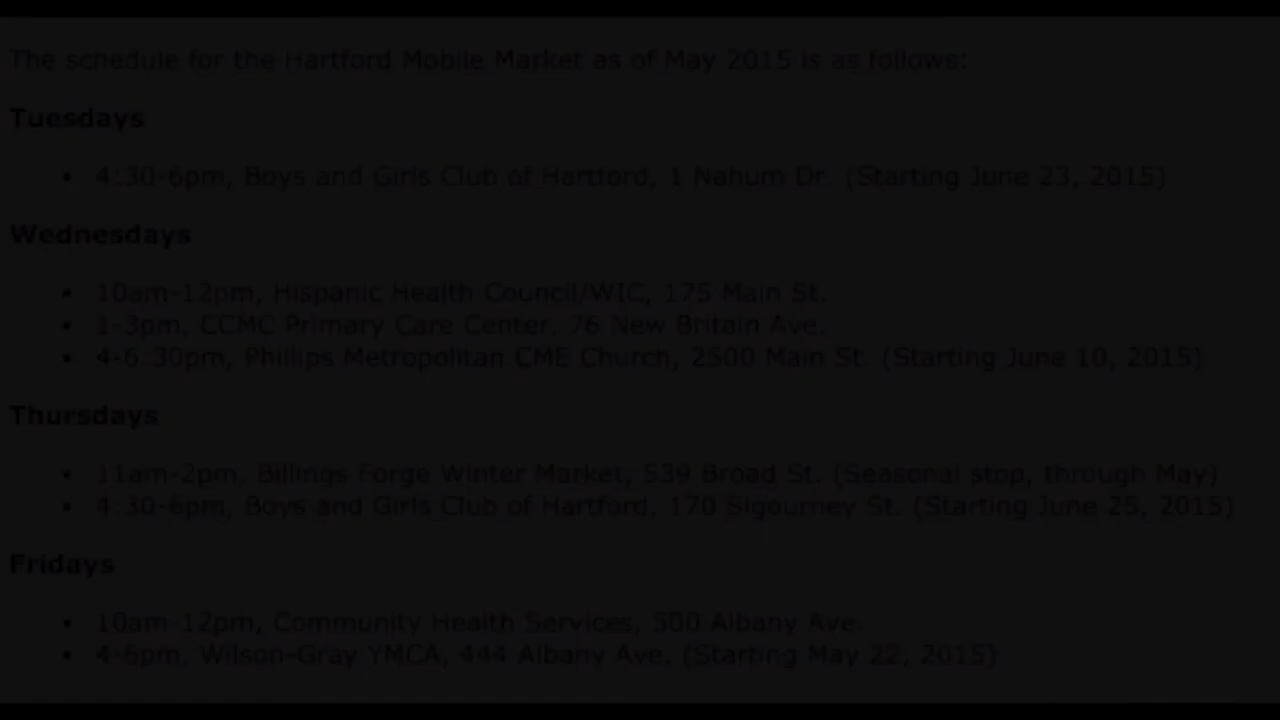 The schedule for the Hartford Mobile Market as of May 2015 is as follows:
Tuesdays
• 4:30-6pm, Boys and Girls Club of Hartford, 1 Nahum Dr. (Starting June 23, 2015)
Wednesdays
• 10am-12pm, Hispanic Health Council/WIC, 175 Main St.
• 1-3pm, CCMC Primary Care Center, 76 New Britain Ave.
• 4-6:30pm, Phillips Metropolitan CME Church, 2500 Main St. (Starting June 10, 2015)
Thursdays
• 11am-2pm, Billings Forge Winter Market, 539 Broad St. (Seasonal stop, through May)
• 4:30-6pm, Boys and Girls Club of Hartford, 170 Sigourney St. (Starting June 25, 2015)
Fridays
• 10am-12pm, Community Health Services, 500 Albany Ave.
• 4-6pm, Wilson-Gray YMCA, 444 Albany Ave. (Starting May 22, 2015)